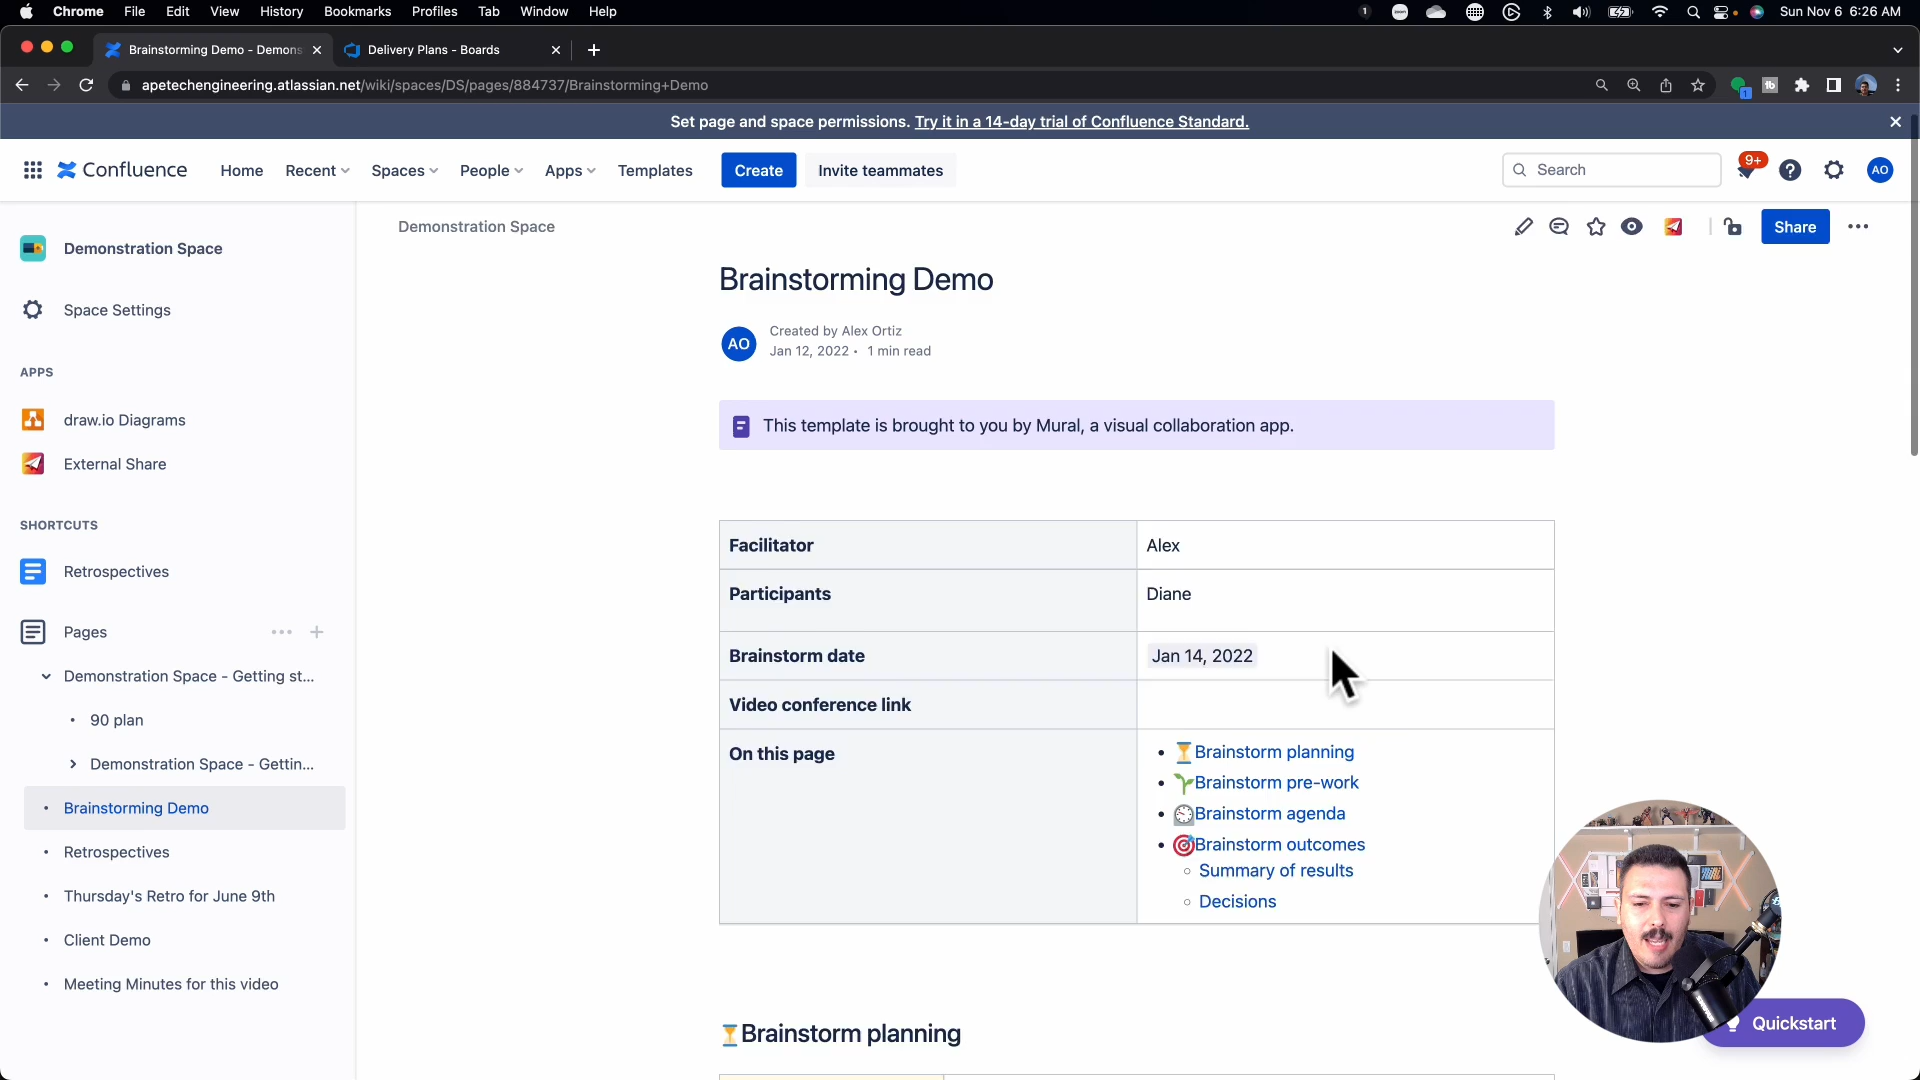 Chrome File Edit View History Bookmarks Profiles Tab Window Help
1 zoom Sun Nov 6 6:26 AM
Brainstorming Demo - Demons
Delivery Plans - Boards
apetechengineering.atlassian.net/wiki/spaces/DS/pages/884737/Brainstorming+Demo
1 tb
Set page and space permissions. Try it in a 14-day trial of Confluence Standard.
Confluence Home Recent Spaces People Apps Templates Create Invite teammates
Search 9+ AO
Demonstration Space
Space Settings
APPS
draw.io Diagrams
External Share
SHORTCUTS
Retrospectives
Pages
Demonstration Space - Getting st...
90 plan
Demonstration Space - Gettin...
Brainstorming Demo
Retrospectives
Thursday's Retro for June 9th
Client Demo
Meeting Minutes for this video
Demonstration Space
Share
Brainstorming Demo
AO
Created by Alex Ortiz
Jan 12, 2022 • 1 min read
This template is brought to you by Mural, a visual collaboration app.
Facilitator Alex
Participants Diane
Brainstorm date Jan 14, 2022
Video conference link
On this page
• ⏳Brainstorm planning
• 🌱Brainstorm pre-work
• Brainstorm agenda
• 🎯Brainstorm outcomes
◦ Summary of results
◦ Decisions
⏳Brainstorm planning
Quickstart